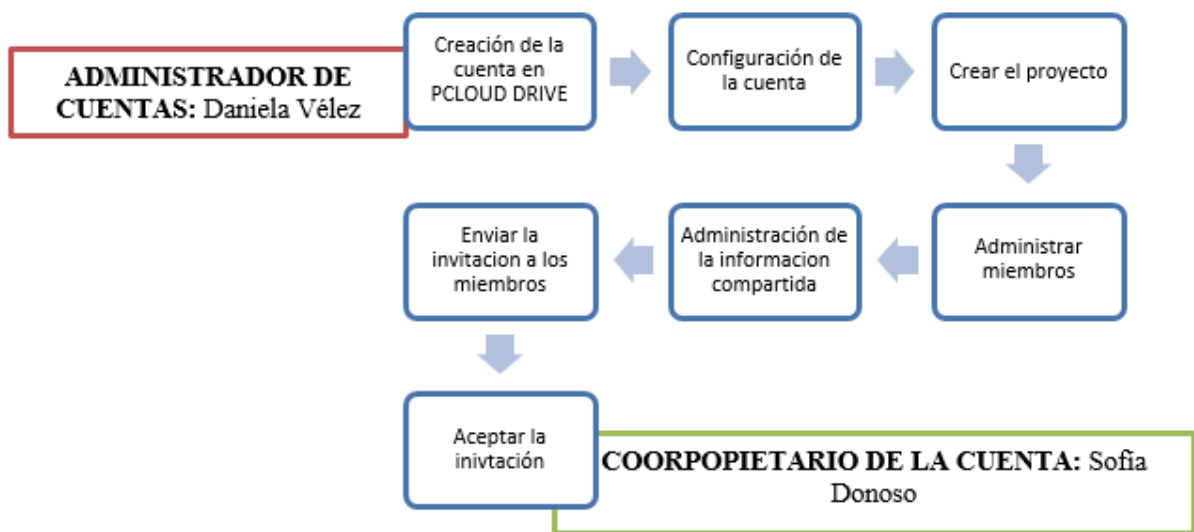 ADMINISTRADOR DE
CUENTAS: Daniela Vélez
Creación de la
cuenta en
PCLOUD DRIVE
Configuración de
la cuenta
Crear el proyecto
Administrar
miembros
Administración de
la informacion
compartida
Enviar la
invitacion a los
miembros
Aceptar la
inivtación
COORPOPIETARIO DE LA CUENTA: Sofía
Donoso